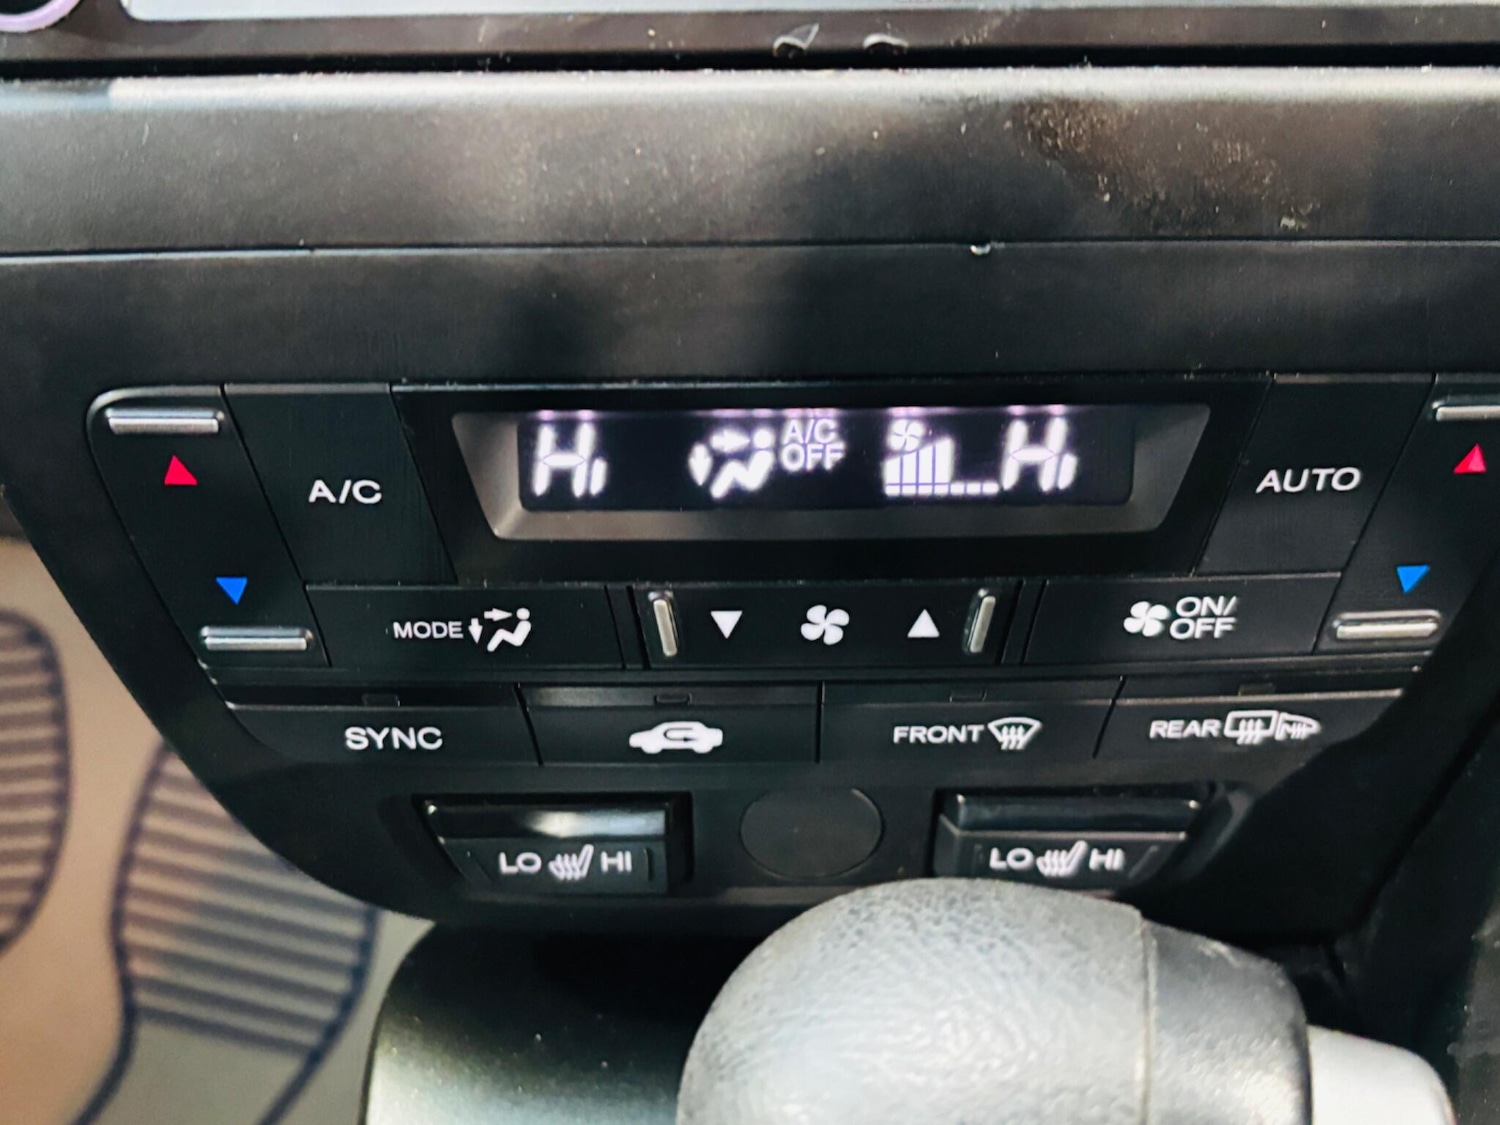 Hi A/C OFF Hi
A/C
AUTO
MODE
ON/
OFF
SYNC
FRONT
REAR
LO HI
LO HI